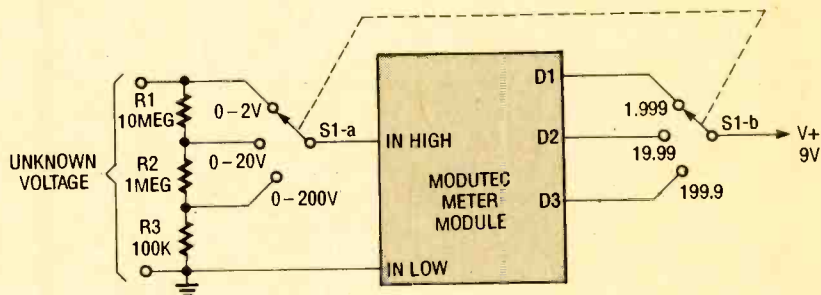 UNKNOWN
VOLTAGE
R1
10MEG
R2
1MEG
R3
100K
0-2V
0-20V
0-200V
S1-a
IN HIGH
MODUTEC
METER
MODULE
IN LOW
D1
D2
D3
1.999
19.99
199.9
S1-b
V+
9V